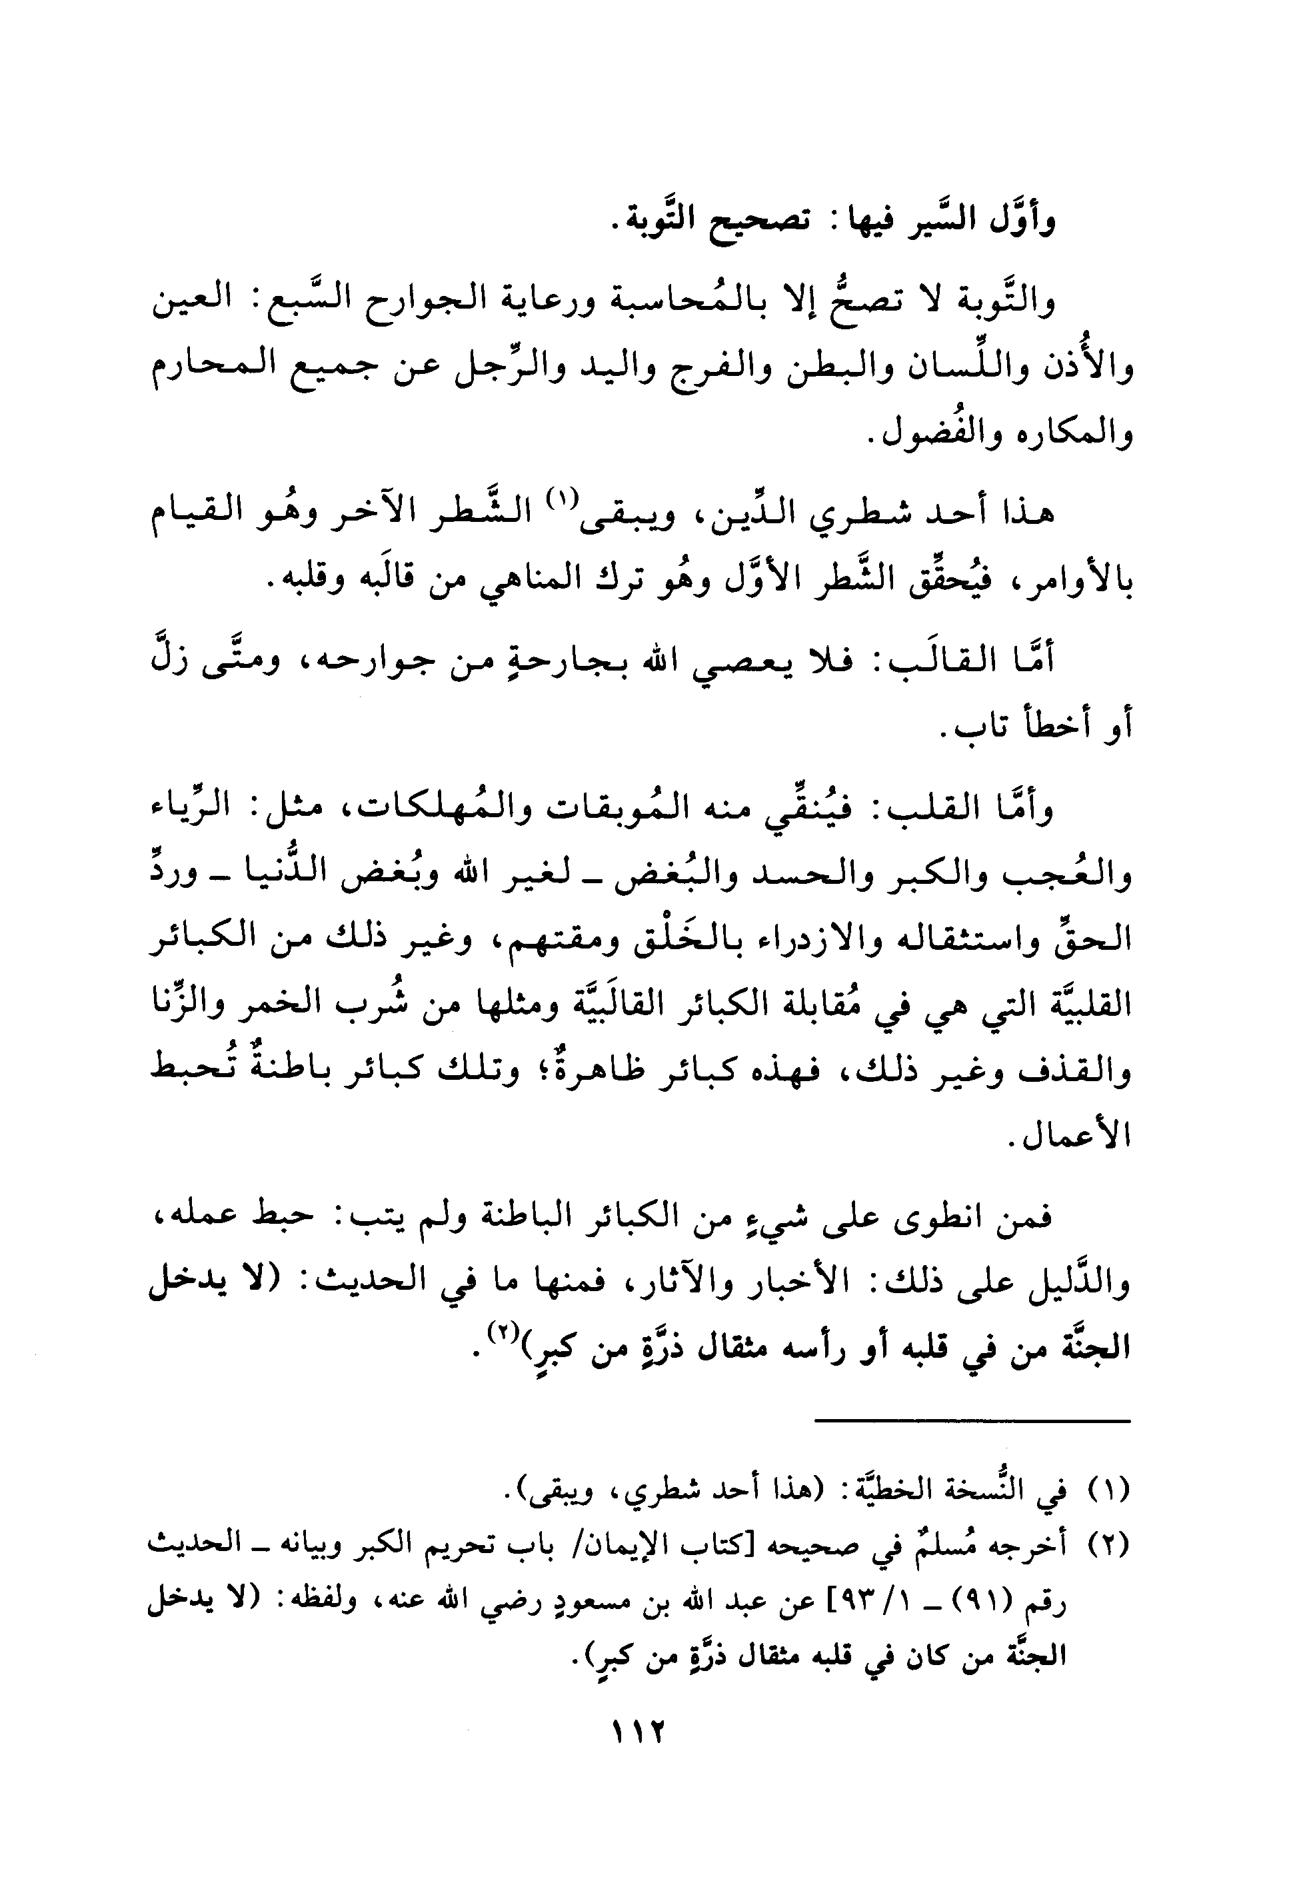 وأوَّل السَّير فيها: تصحيح التَّوبة.
والتَّوبة لا تصحُّ إلا بالمُحاسبة ورعاية الجوارح السَّبع: العين
والأُذن واللِّسان والبطن والفرج واليد والرِّجل عن جميع المحارم
والمكاره والفُضول.
هذا أحد شطري الدِّين، ويبقى(١) الشَّطر الآخر وهُو القيام
بالأوامر، فيُحقِّق الشَّطر الأوَّل وهُو ترك المناهي من قالَبه وقلبه.
أمَّا القالَب: فلا يعصي الله بجارحةٍ من جوارحه، ومتَّى زلَّ
أو أخطأ تاب.
وأمَّا القلب: فيُنقِّي منه المُوبقات والمُهلكات، مثل: الرِّياء
والعُجب والكبر والحسد والبُغض ـ لغير الله وبُغض الدُّنيا ـ وردِّ
الحقِّ واستثقاله والازدراء بالخَلْق ومقتهم، وغير ذلك من الكبائر
القلبيَّة التي هي في مُقابلة الكبائر القالَبيَّة ومثلها من شُرب الخمر والزِّنا
والقذف وغير ذلك، فهذه كبائر ظاهرةٌ؛ وتلك كبائر باطنةٌ تُحبط
الأعمال.
فمن انطوى على شيءٍ من الكبائر الباطنة ولم يتب: حبط عمله،
والدَّليل على ذلك: الأخبار والآثار، فمنها ما في الحديث: (لا يدخل
الجنَّة من في قلبه أو رأسه مثقال ذرَّةٍ من كبرٍ)(٢).
(١) في النُّسخة الخطيَّة: (هذا أحد شطري، ويبقى).
(٢) أخرجه مُسلمٌ في صحيحه [كتاب الإيمان/ باب تحريم الكبر وبيانه ـ الحديث
رقم (٩١) ـ ١/ ٩٣] عن عبد الله بن مسعودٍ رضي الله عنه، ولفظه: (لا يدخل
الجنَّة من كان في قلبه مثقال ذرَّةٍ من كبرٍ).
١١٢